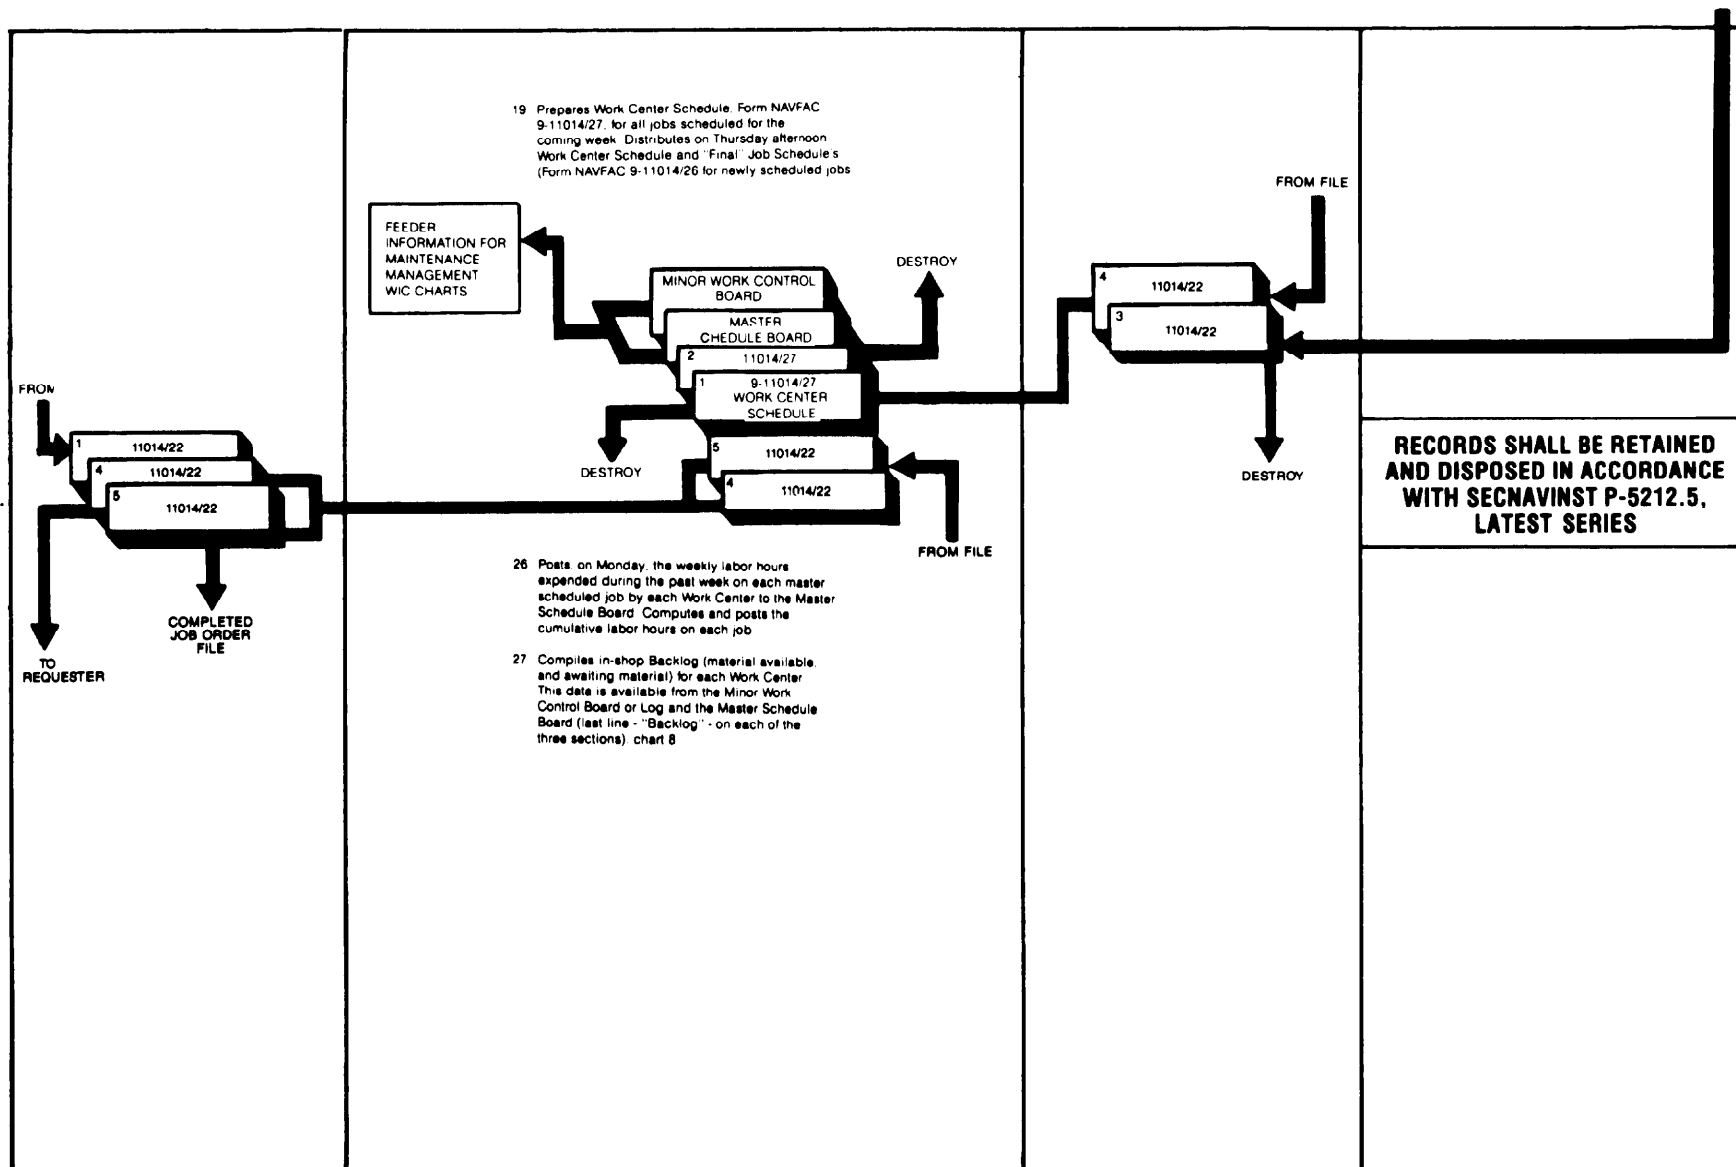 FROM
1
11014/22
4
11014/22
5
11014/22
TO
REQUESTER
COMPLETED
JOB ORDER
FILE
19 Prepares Work Center Schedule. Form NAVFAC
9-11014/27, for all jobs scheduled for the
coming week. Distributes on Thursday afternoon
Work Center Schedule and "Final" Job Schedule's
(Form NAVFAC 9-11014/26 for newly scheduled jobs
FEEDER
INFORMATION FOR
MAINTENANCE
MANAGEMENT
WIC CHARTS
MINOR WORK CONTROL
BOARD
MASTER
CHEDULE BOARD
2
11014/27
1
9-11014/27
WORK CENTER
SCHEDULE
DESTROY
DESTROY
5
11014/22
4
11014/22
FROM FILE
26 Posts, on Monday, the weekly labor hours
expended during the past week on each master
scheduled job by each Work Center to the Master
Schedule Board. Computes and posts the
cumulative labor hours on each job
27 Compiles in-shop Backlog (material available,
and awaiting material) for each Work Center
This data is available from the Minor Work
Control Board or Log and the Master Schedule
Board (last line - "Backlog" - on each of the
three sections). chart 8
FROM FILE
4
11014/22
3
11014/22
DESTROY
RECORDS SHALL BE RETAINED
AND DISPOSED IN ACCORDANCE
WITH SECNAVINST P-5212.5,
LATEST SERIES